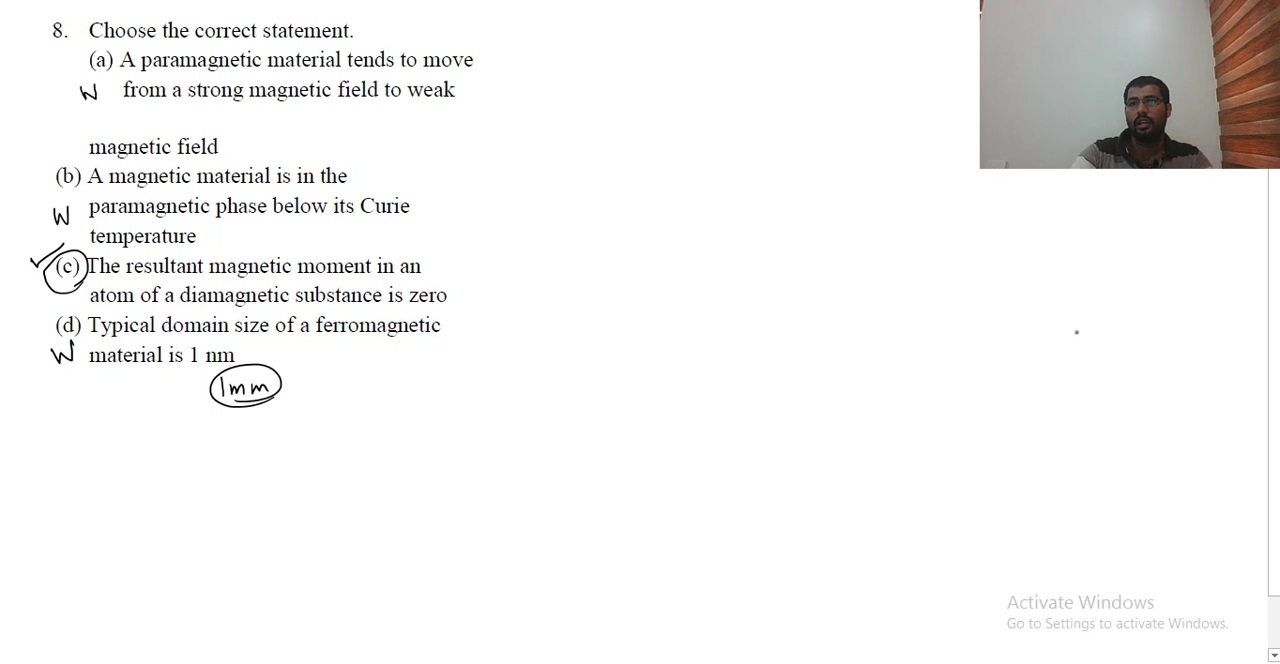 8. Choose the correct statement.
(a) A paramagnetic material tends to move
W from a strong magnetic field to weak
magnetic field
(b) A magnetic material is in the
W paramagnetic phase below its Curie
temperature
(c) The resultant magnetic moment in an
atom of a diamagnetic substance is zero
(d) Typical domain size of a ferromagnetic
W material is 1 nm
1mm
Activate Windows
Go to Settings to activate Windows.